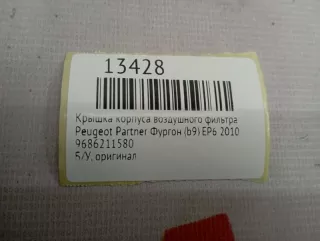 13428
Крышка корпуса воздушного фильтра
Peugeot Partner Фургон (b9) EP6 2010
9686211580
Б/У, оригинал